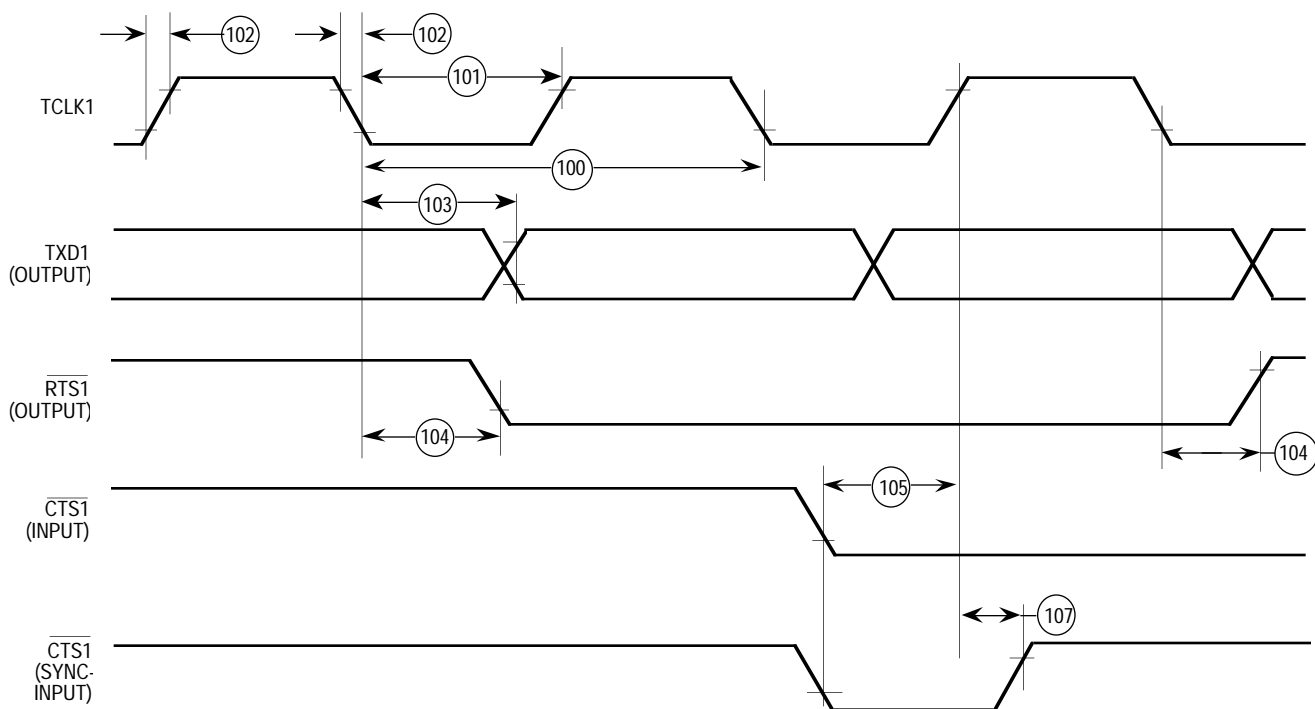 102
102
101
TCLK1
100
103
TXD1
(OUTPUT)
RTS1
(OUTPUT)
104
104
105
CTS1
(INPUT)
107
CTS1
(SYNC-
INPUT)